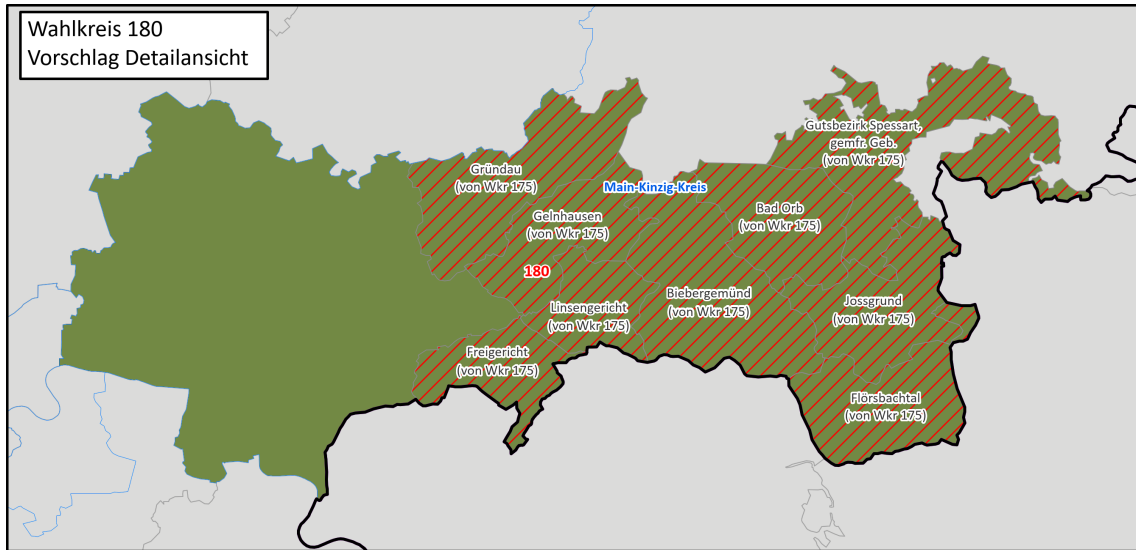 Wahlkreis 180
Vorschlag Detailansicht
Gutsbezirk Spessart,
gemfr. Geb.
(von Wkr 175)
Gründau
(von Wkr 175)
Main-Kinzig-Kreis
Gelnhausen
(von Wkr 175)
Bad Orb
(von Wkr 175)
180
Biebergemünd
(von Wkr 175)
Jossgrund
(von Wkr 175)
Linsengericht
(von Wkr 175)
Freigericht
(von Wkr 175)
Flörsbachtal
(von Wkr 175)